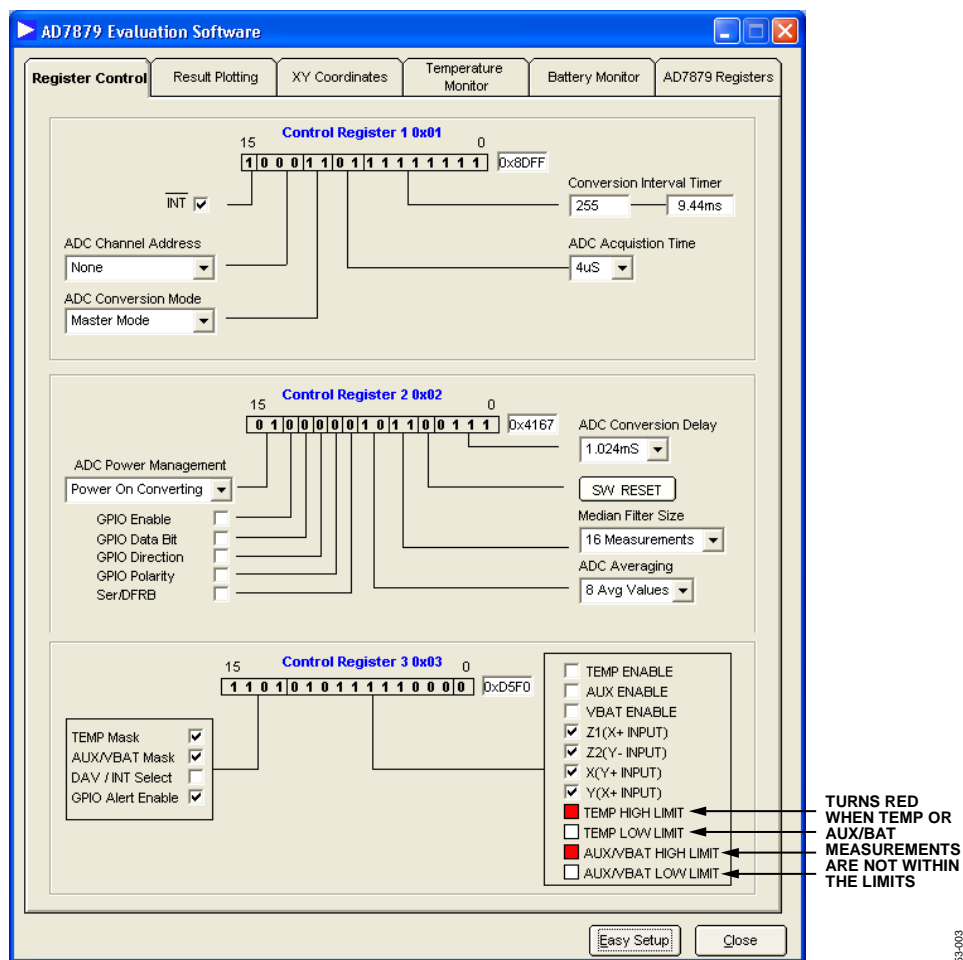 AD7879 Evaluation Software
Register Control
Result Plotting
XY Coordinates
Temperature
Monitor
Battery Monitor
AD7879 Registers
Control Register 1 0x01
15
0
1 0 0 0 1 1 0 1 1 1 1 1 1 1 1 1
0x8DFF
INT
Conversion Interval Timer
255
9.44ms
ADC Channel Address
None
ADC Acquistion Time
4uS
ADC Conversion Mode
Master Mode
Control Register 2 0x02
15
0
0 1 0 0 0 0 0 1 0 1 1 0 0 1 1 1
0x4167
ADC Conversion Delay
1.024mS
ADC Power Management
Power On Converting
SW RESET
GPIO Enable
GPIO Data Bit
GPIO Direction
GPIO Polarity
Ser/DFRB
Median Filter Size
16 Measurements
ADC Averaging
8 Avg Values
Control Register 3 0x03
15
0
1 1 0 1 0 1 0 1 1 1 1 1 0 0 0 0
0xD5F0
TEMP Mask
AUX/VBAT Mask
DAV / INT Select
GPIO Alert Enable
TEMP ENABLE
AUX ENABLE
VBAT ENABLE
Z1(X+ INPUT)
Z2(Y- INPUT)
X(Y+ INPUT)
Y(X+ INPUT)
TEMP HIGH LIMIT
TEMP LOW LIMIT
AUX/VBAT HIGH LIMIT
AUX/VBAT LOW LIMIT
TURNS RED
WHEN TEMP OR
AUX/BAT
MEASUREMENTS
ARE NOT WITHIN
THE LIMITS
Easy Setup
Close